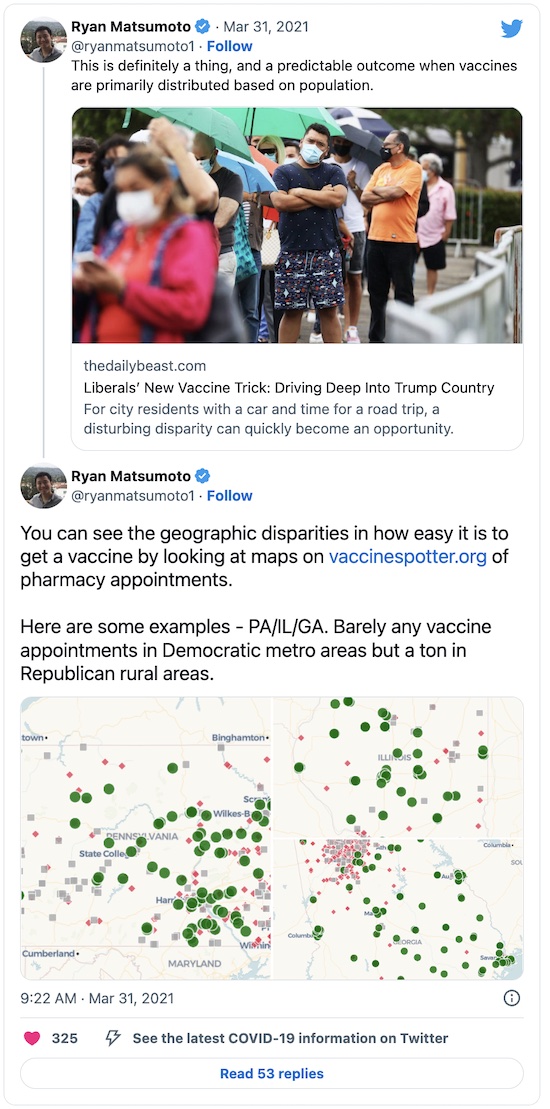 Ryan Matsumoto · Mar 31, 2021
@ryanmatsumoto1 · Follow
This is definitely a thing, and a predictable outcome when vaccines
are primarily distributed based on population.
thedailybeast.com
Liberals’ New Vaccine Trick: Driving Deep Into Trump Country
For city residents with a car and time for a road trip, a
disturbing disparity can quickly become an opportunity.
Ryan Matsumoto
@ryanmatsumoto1 · Follow
You can see the geographic disparities in how easy it is to
get a vaccine by looking at maps on vaccinespotter.org of
pharmacy appointments.
Here are some examples - PA/IL/GA. Barely any vaccine
appointments in Democratic metro areas but a ton in
Republican rural areas.
town
Binghamton
Wilkes-B
PENNSYLVANIA
State Colleg
Harr
Cumberland
MARYLAND
ILLINOIS
Columbia
Ath
Au
Ma
Columb
GEORGIA
Savan
9:22 AM · Mar 31, 2021
325
See the latest COVID-19 information on Twitter
Read 53 replies